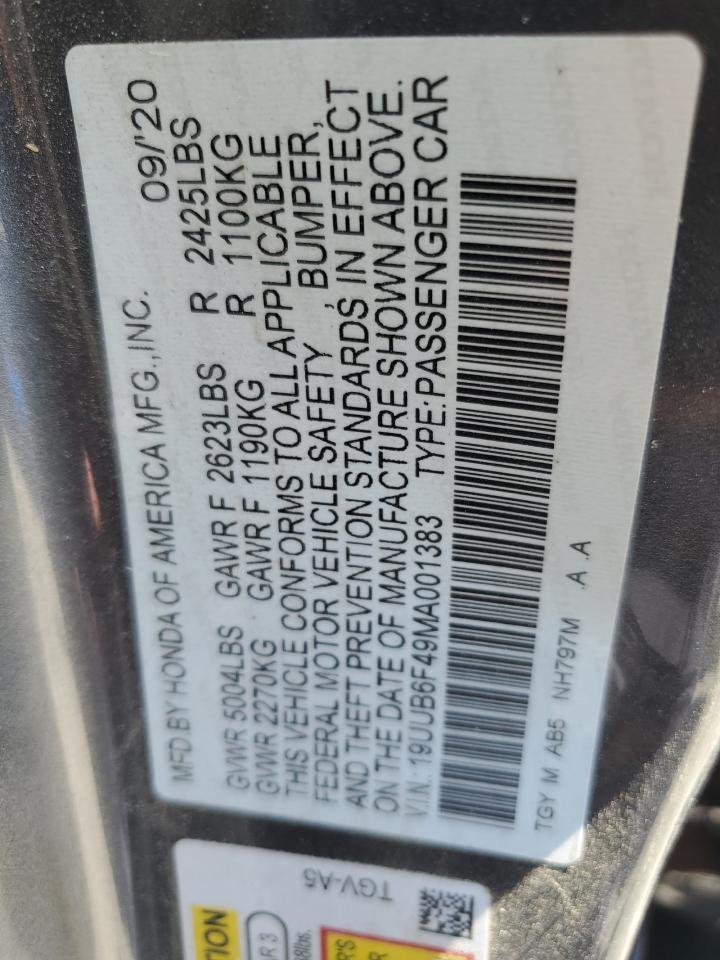 MFD.BY HONDA OF AMERICA MFG.,INC. 09/'20
GVWR 5004LBS GAWR F 2623LBS R 2425LBS
GVWR 2270KG GAWR F 1190KG R 1100KG
THIS VEHICLE CONFORMS TO ALL APPLICABLE
FEDERAL MOTOR VEHICLE SAFETY , BUMPER,
AND THEFT PREVENTION STANDARDS IN EFFECT
ON THE DATE OF MANUFACTURE SHOWN ABOVE.
V.I.N.: 19UUB6F49MA001383 TYPE:PASSENGER CAR
TGY M AB5 NH797M .A .A
TGV-A5
R 3